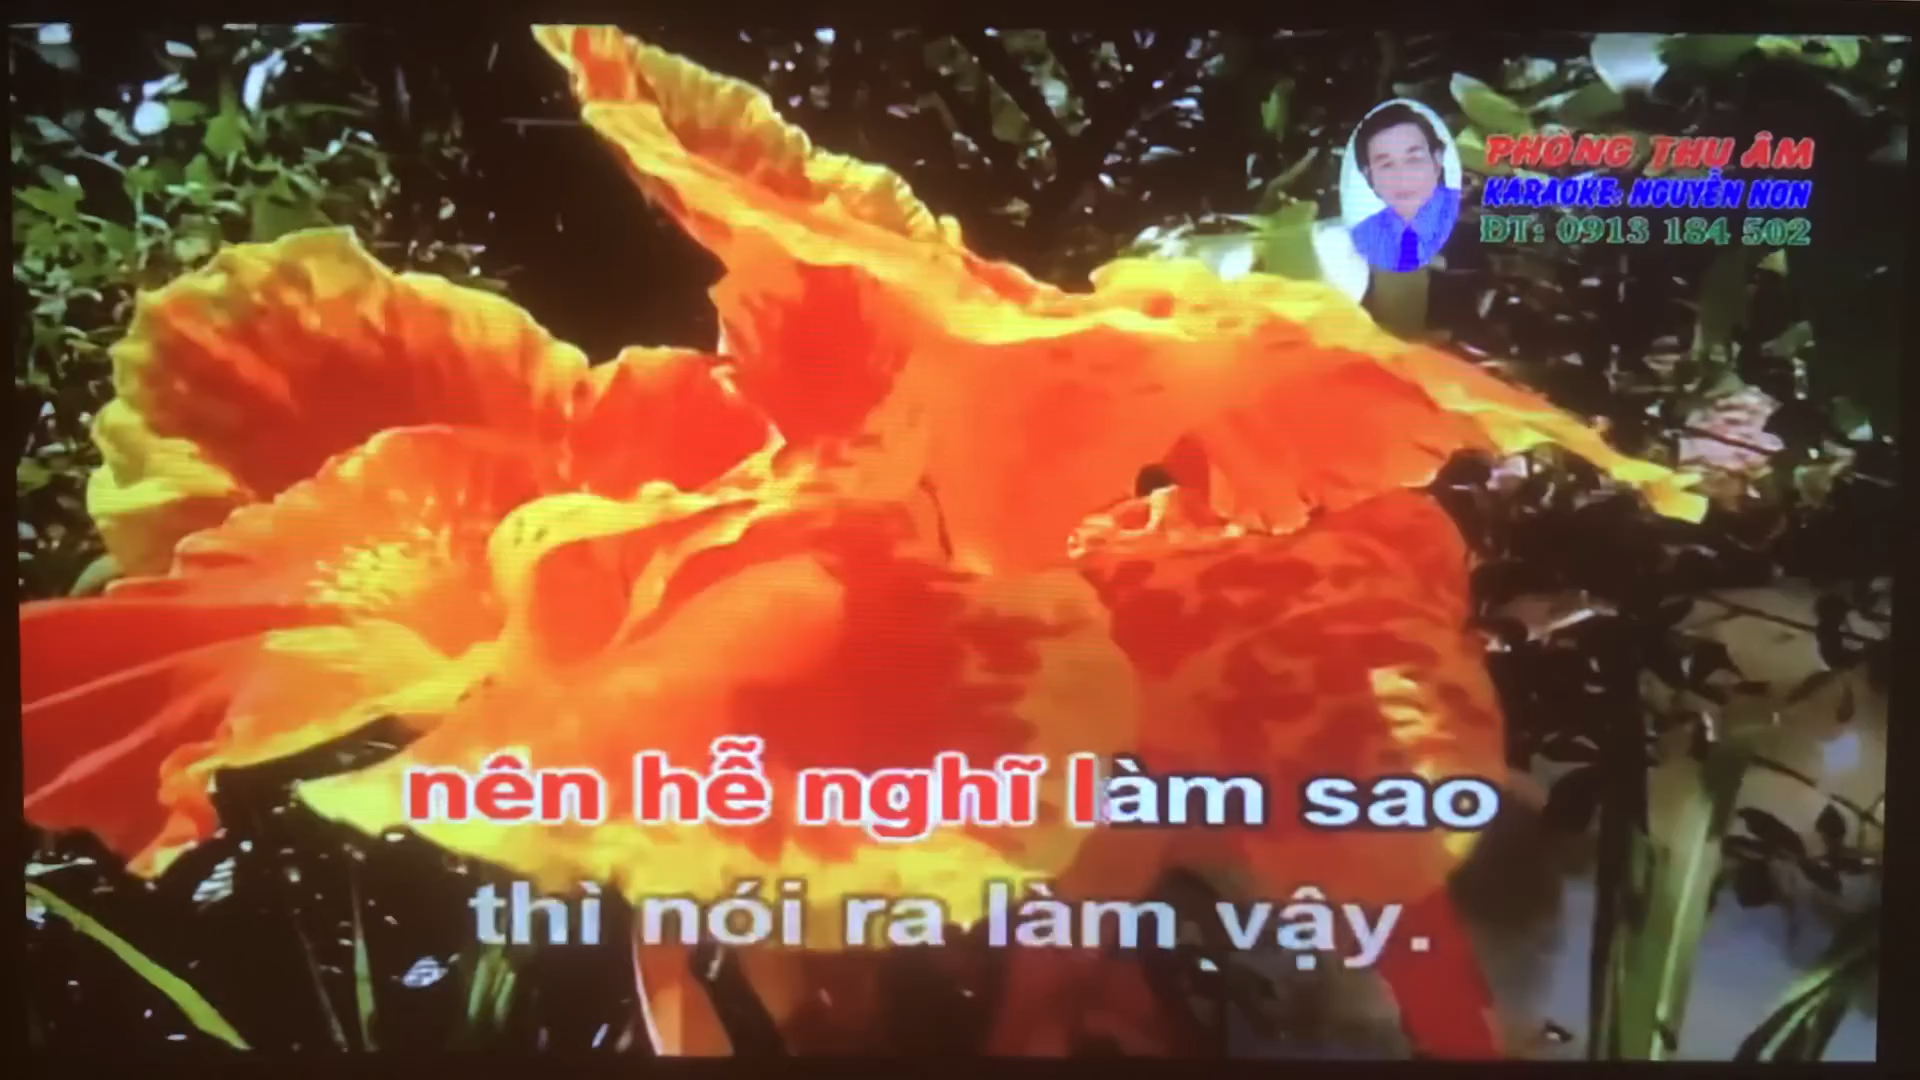 PHÒNG THU ÂM
KARAOKE: NGUYỄN NON
ĐT: 0913 184 502
nên hễ nghĩ làm sao
thì nói ra làm vậy.